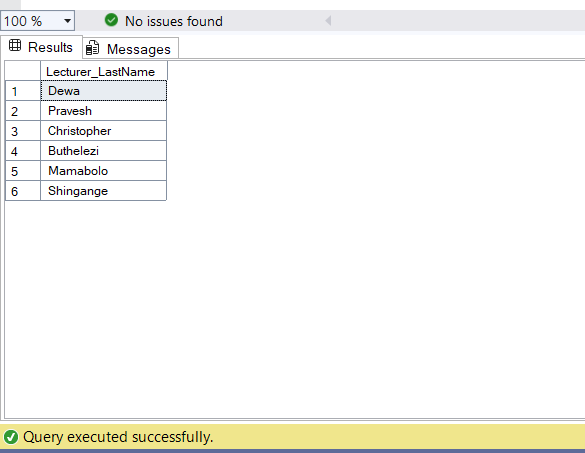 100 % No issues found
Results Messages
Lecturer_LastName
1 Dewa
2 Pravesh
3 Christopher
4 Buthelezi
5 Mamabolo
6 Shingange
Query executed successfully.